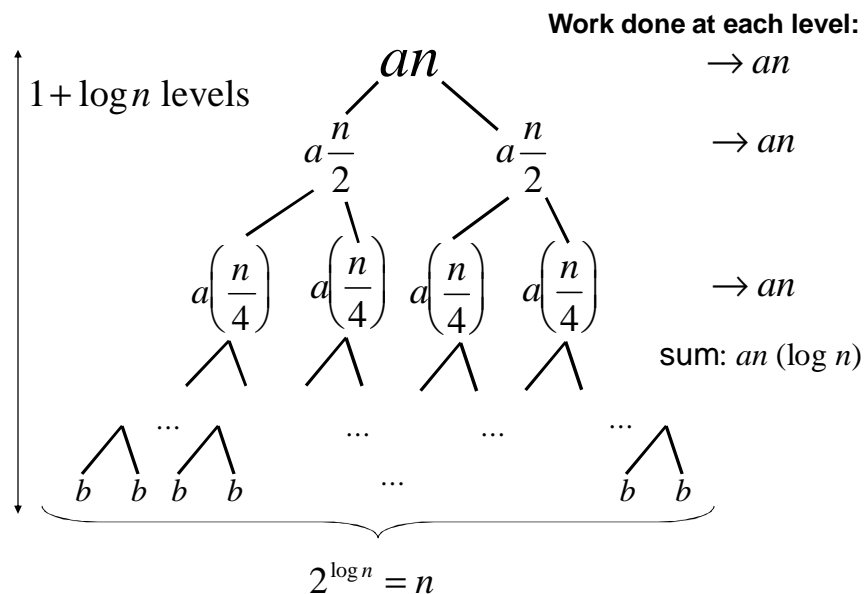 Work done at each level:
an → an
1 + log n levels
a n/2 a n/2 → an
a(n/4) a(n/4) a(n/4) a(n/4) → an
sum: an (log n)
... ... ... ...
b b b b ... b b
2^{log n} = n